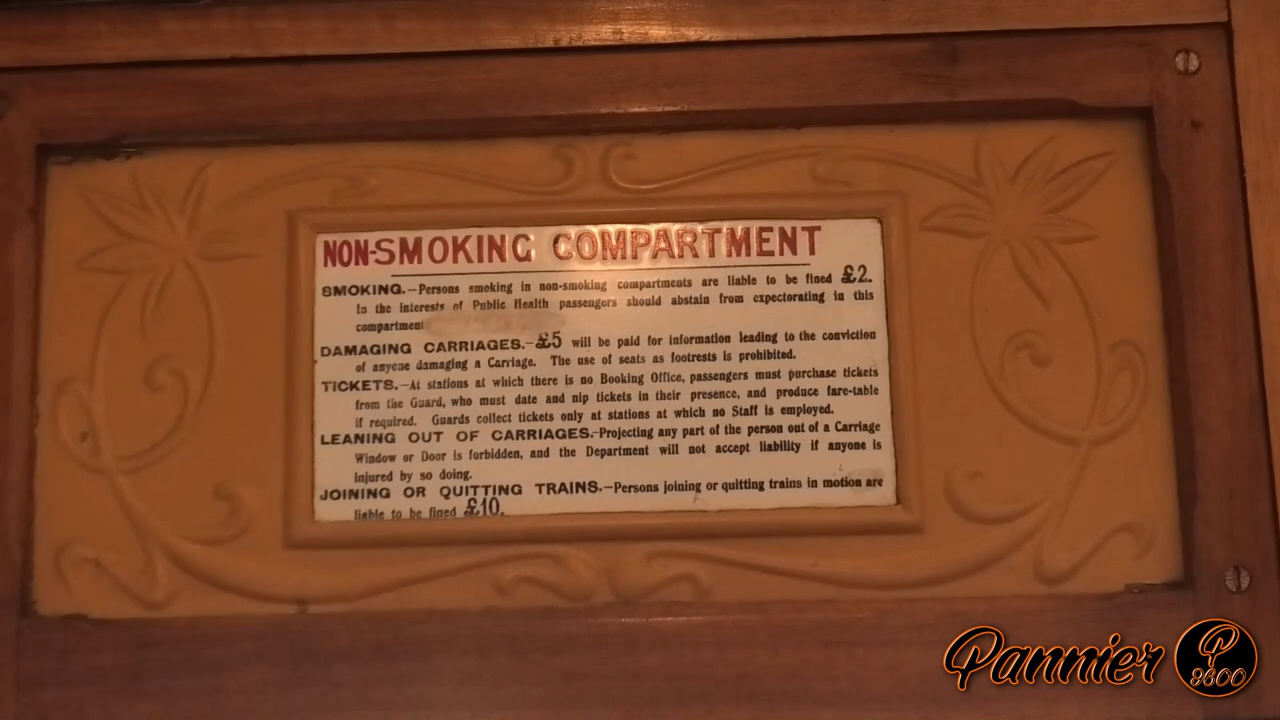 NON-SMOKING COMPARTMENT
SMOKING.—Persons smoking in non-smoking compartments are liable to be fined £2.
In the interests of Public Health passengers should abstain from expectorating in this
compartment
DAMAGING CARRIAGES.—£5 will be paid for information leading to the conviction
of anyone damaging a Carriage. The use of seats as footrests is prohibited.
TICKETS.—At stations at which there is no Booking Office, passengers must purchase tickets
from the Guard, who must date and nip tickets in their presence, and produce fare-table
if required. Guards collect tickets only at stations at which no Staff is employed.
LEANING OUT OF CARRIAGES.—Projecting any part of the person out of a Carriage
Window or Door is forbidden, and the Department will not accept liability if anyone is
injured by so doing.
JOINING OR QUITTING TRAINS.—Persons joining or quitting trains in motion are
liable to be fined £10.
Pannier P 3600